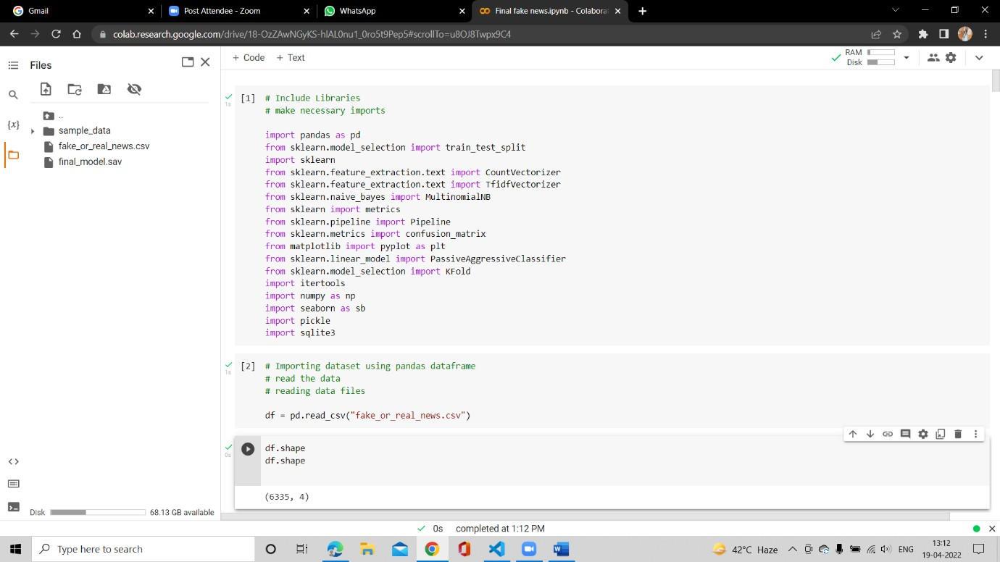 Gmail
Post Attendee - Zoom
WhatsApp
Final fake news.ipynb - Colabora
colab.research.google.com/drive/18-OzZAwNGyKS-hlAL0nu1_0ro5t9Pep5#scrollTo=u8OJ8Twpx9C4
Files
+ Code + Text
RAM
Disk
..
sample_data
fake_or_real_news.csv
final_model.sav
{x}
[1] # Include Libraries
1s
# make necessary imports
import pandas as pd
from sklearn.model_selection import train_test_split
import sklearn
from sklearn.feature_extraction.text import CountVectorizer
from sklearn.feature_extraction.text import TfidfVectorizer
from sklearn.naive_bayes import MultinomialNB
from sklearn import metrics
from sklearn.pipeline import Pipeline
from sklearn.metrics import confusion_matrix
from matplotlib import pyplot as plt
from sklearn.linear_model import PassiveAggressiveClassifier
from sklearn.model_selection import KFold
import itertools
import numpy as np
import seaborn as sb
import pickle
import sqlite3
[2] # Importing dataset using pandas dataframe
1s
# read the data
# reading data files
df = pd.read_csv("fake_or_real_news.csv")
df.shape
0s
df.shape
(6335, 4)
Disk 68.13 GB available
0s completed at 1:12 PM
Type here to search
42°C Haze
ENG
13:12
19-04-2022